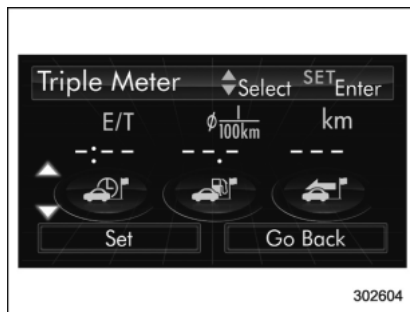 Triple Meter Select SET Enter
E/T ø l/100km km
--:-- --.- ---
Set Go Back
302604